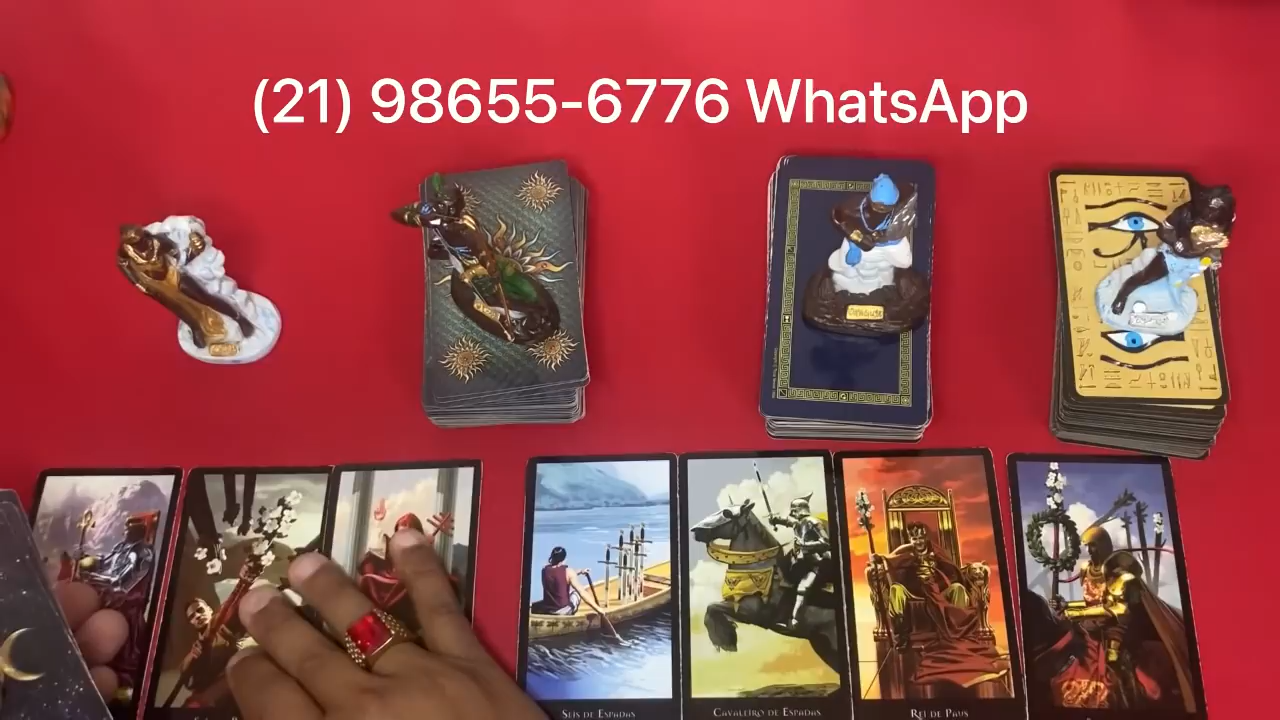 (21) 98655-6776 WhatsApp
Seis de Espadas
Cavaleiro de Espadas
Rei de Paus